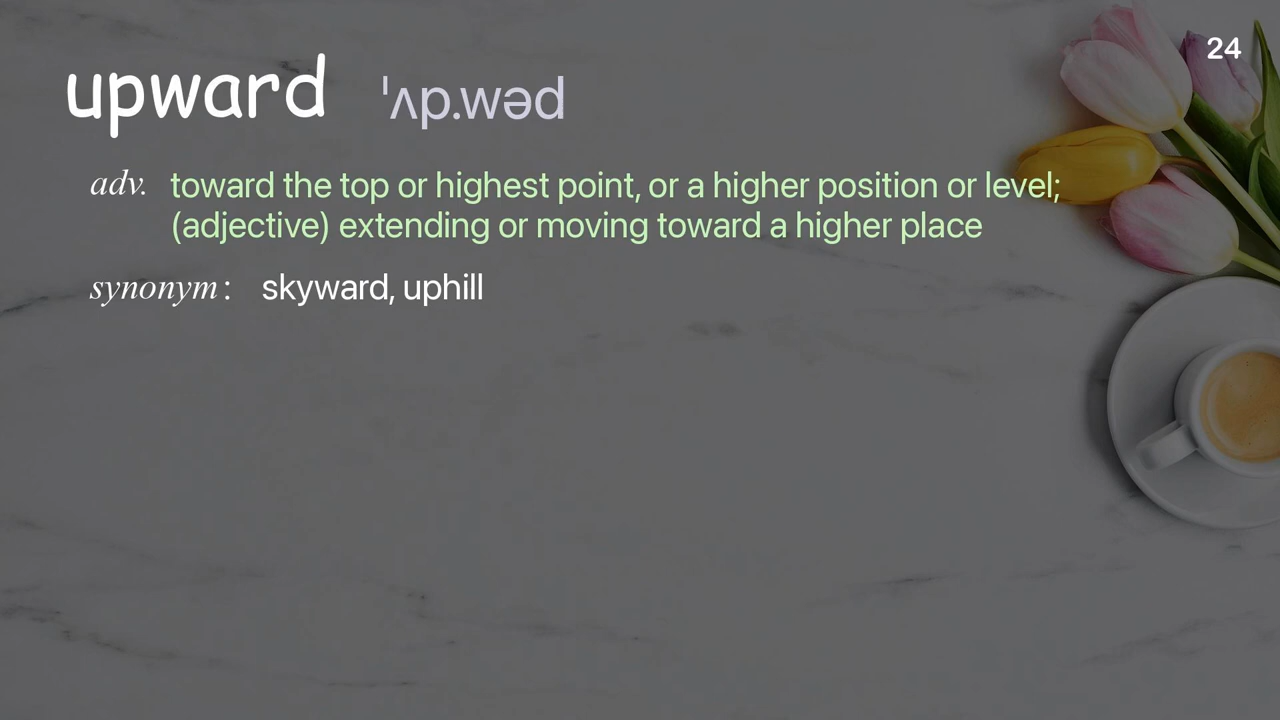 24
upward ˈʌp.wəd
adv. toward the top or highest point, or a higher position or level;
(adjective) extending or moving toward a higher place
synonym: skyward, uphill